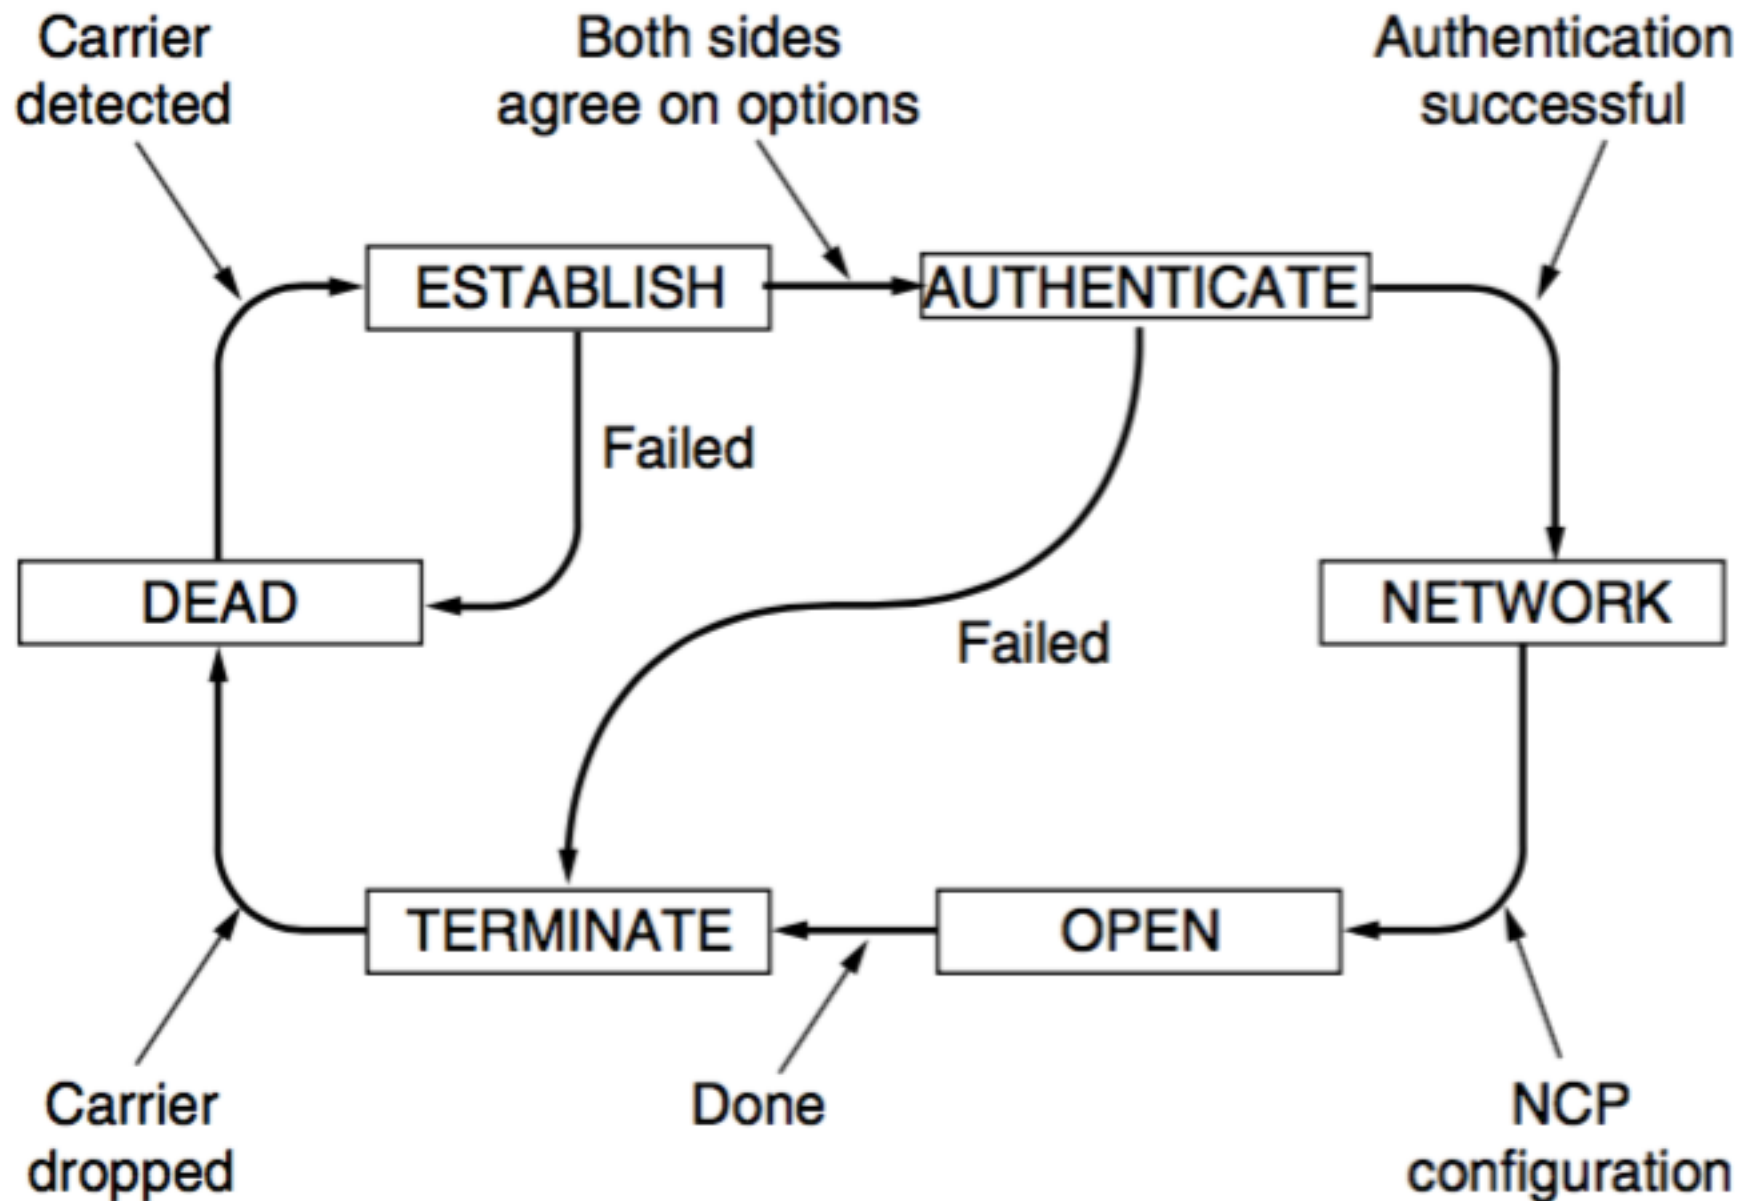 Carrier
detected
Both sides
agree on options
Authentication
successful
ESTABLISH
AUTHENTICATE
Failed
DEAD
NETWORK
Failed
TERMINATE
OPEN
Carrier
dropped
Done
NCP
configuration